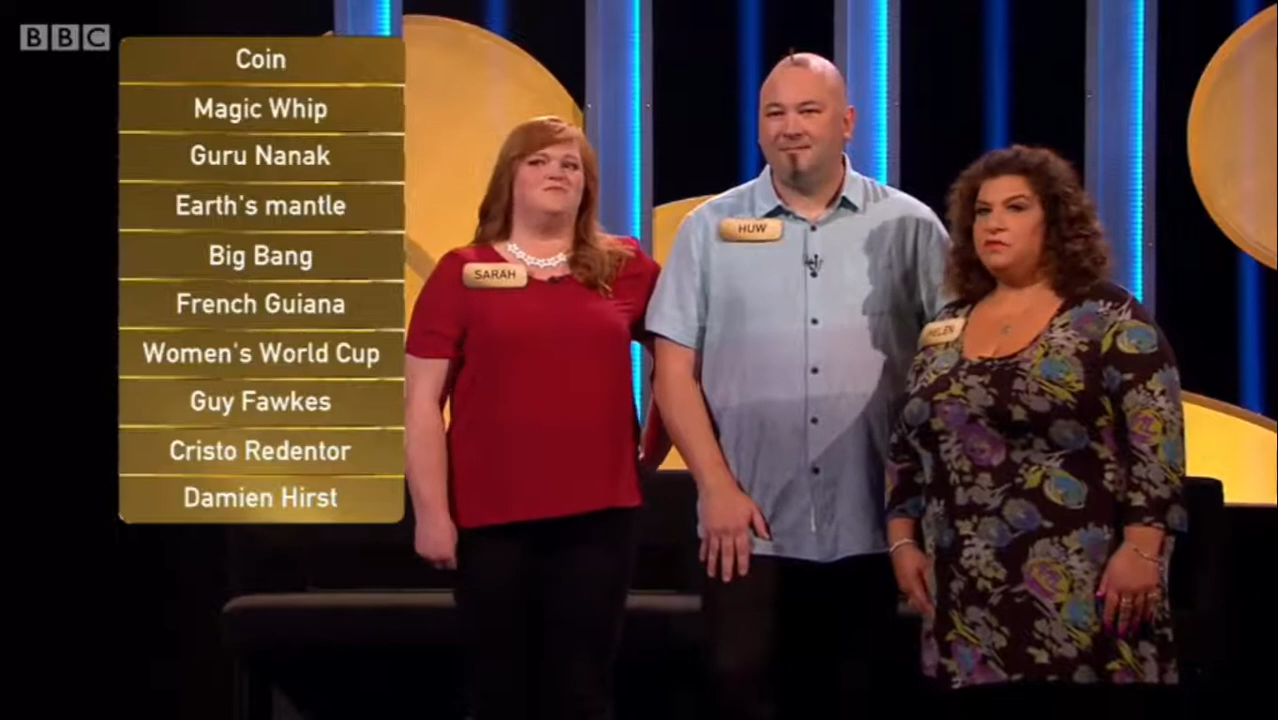 BBC
Coin
Magic Whip
Guru Nanak
Earth's mantle
Big Bang
French Guiana
Women's World Cup
Guy Fawkes
Cristo Redentor
Damien Hirst
SARAH
HUW
HELEN